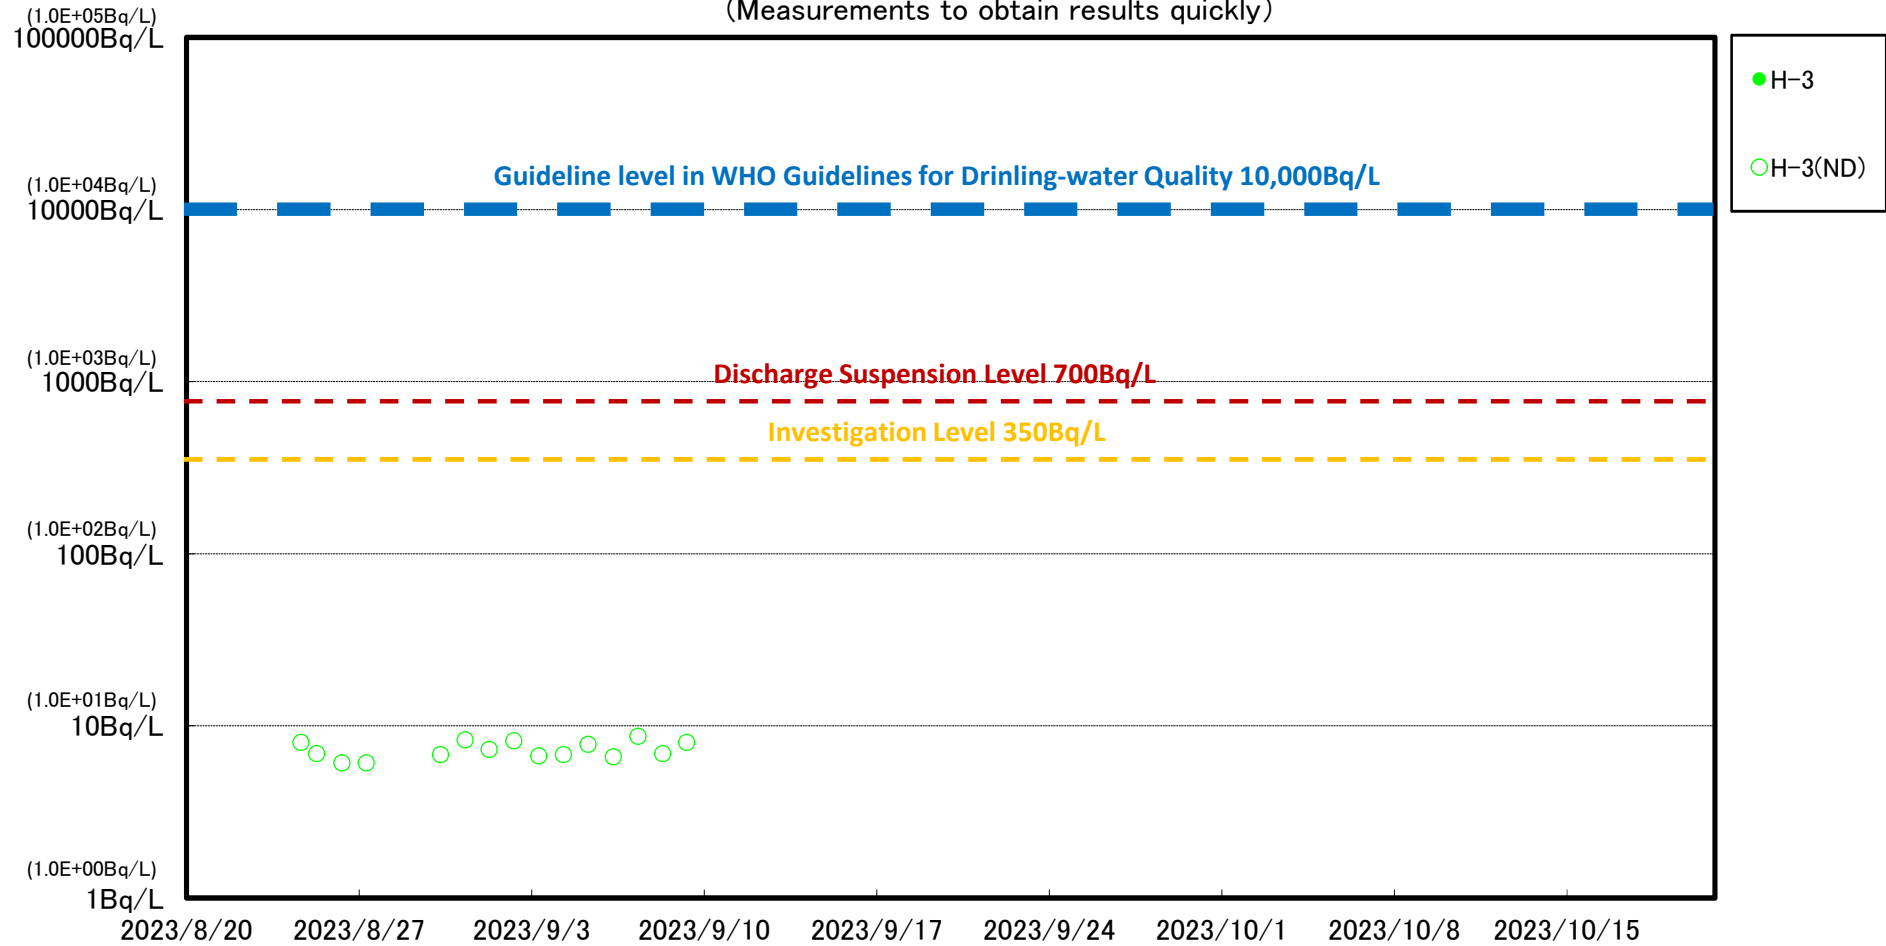 (Measurements to obtain results quickly)
(1.0E+05Bq/L)
100000Bq/L
H-3
H-3(ND)
Guideline level in WHO Guidelines for Drinling-water Quality 10,000Bq/L
(1.0E+04Bq/L)
10000Bq/L
(1.0E+03Bq/L)
1000Bq/L
Discharge Suspension Level 700Bq/L
Investigation Level 350Bq/L
(1.0E+02Bq/L)
100Bq/L
(1.0E+01Bq/L)
10Bq/L
(1.0E+00Bq/L)
1Bq/L
2023/8/20 2023/8/27 2023/9/3 2023/9/10 2023/9/17 2023/9/24 2023/10/1 2023/10/8 2023/10/15